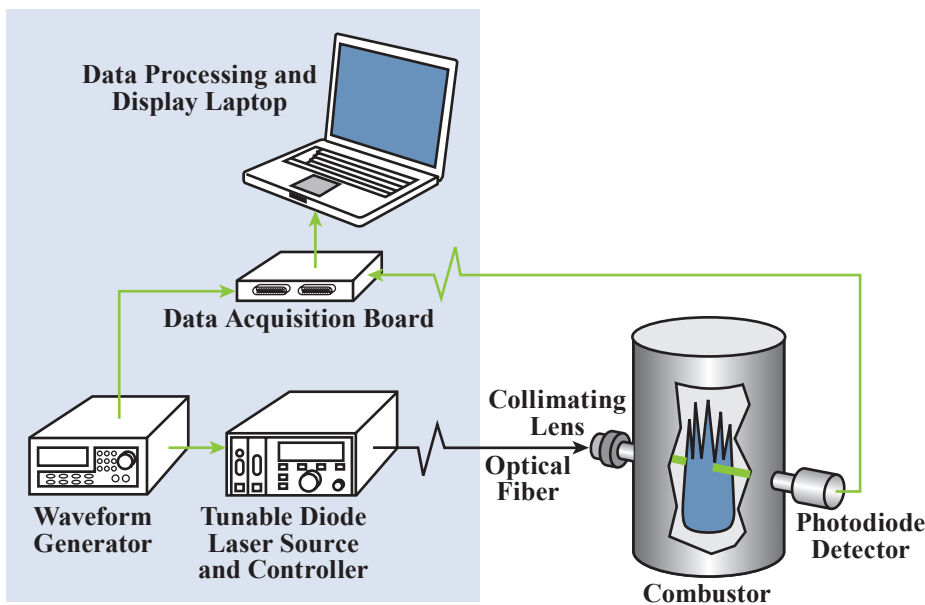 Data Processing and
Display Laptop
Data Acquisition Board
Collimating
Lens
Optical
Fiber
Waveform
Generator
Tunable Diode
Laser Source
and Controller
Photodiode
Detector
Combustor